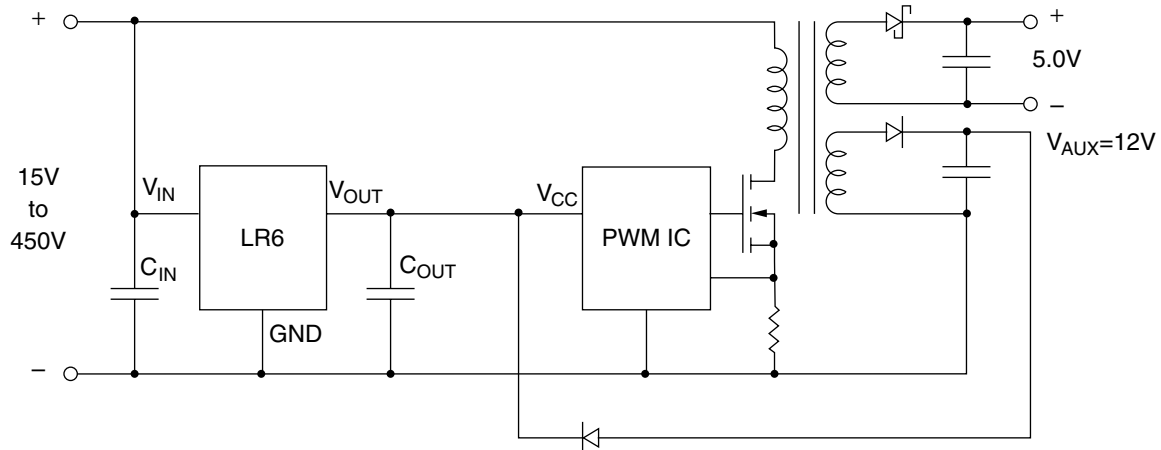 +
+
5.0V
−
V_AUX=12V
15V
to
450V
V_IN
V_OUT
V_CC
LR6
PWM IC
C_IN
C_OUT
GND
−